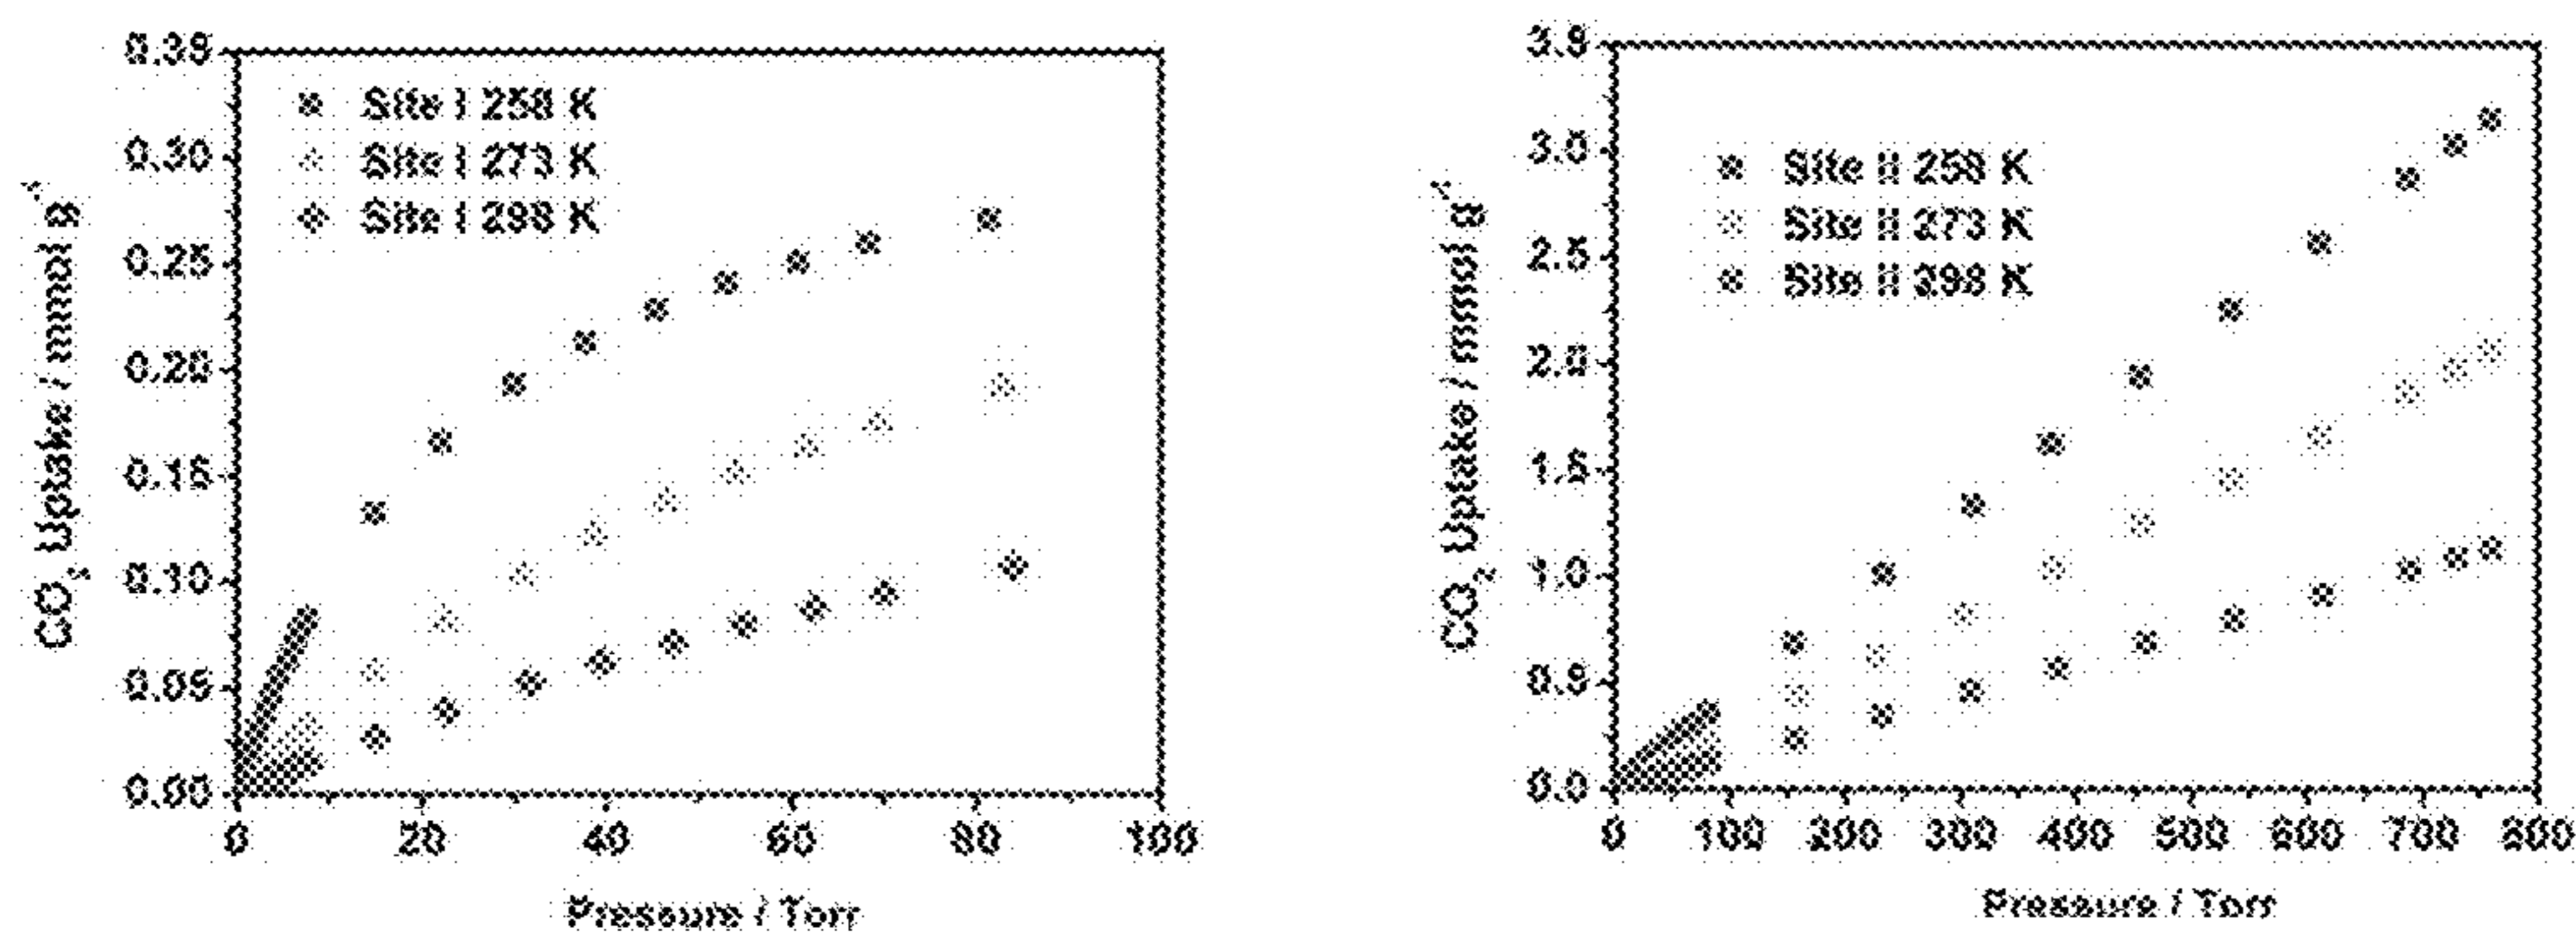 0.35
0.30
0.25
0.20
0.15
0.10
0.05
0.00
CO₂ Uptake / mmol g⁻¹
Site I 258 K
Site I 273 K
Site I 298 K
0 20 40 60 80 100
Pressure / Torr
3.5
3.0
2.5
2.0
1.5
1.0
0.5
0.0
CO₂ Uptake / mmol g⁻¹
Site II 258 K
Site II 273 K
Site II 298 K
0 100 200 300 400 500 600 700 800
Pressure / Torr